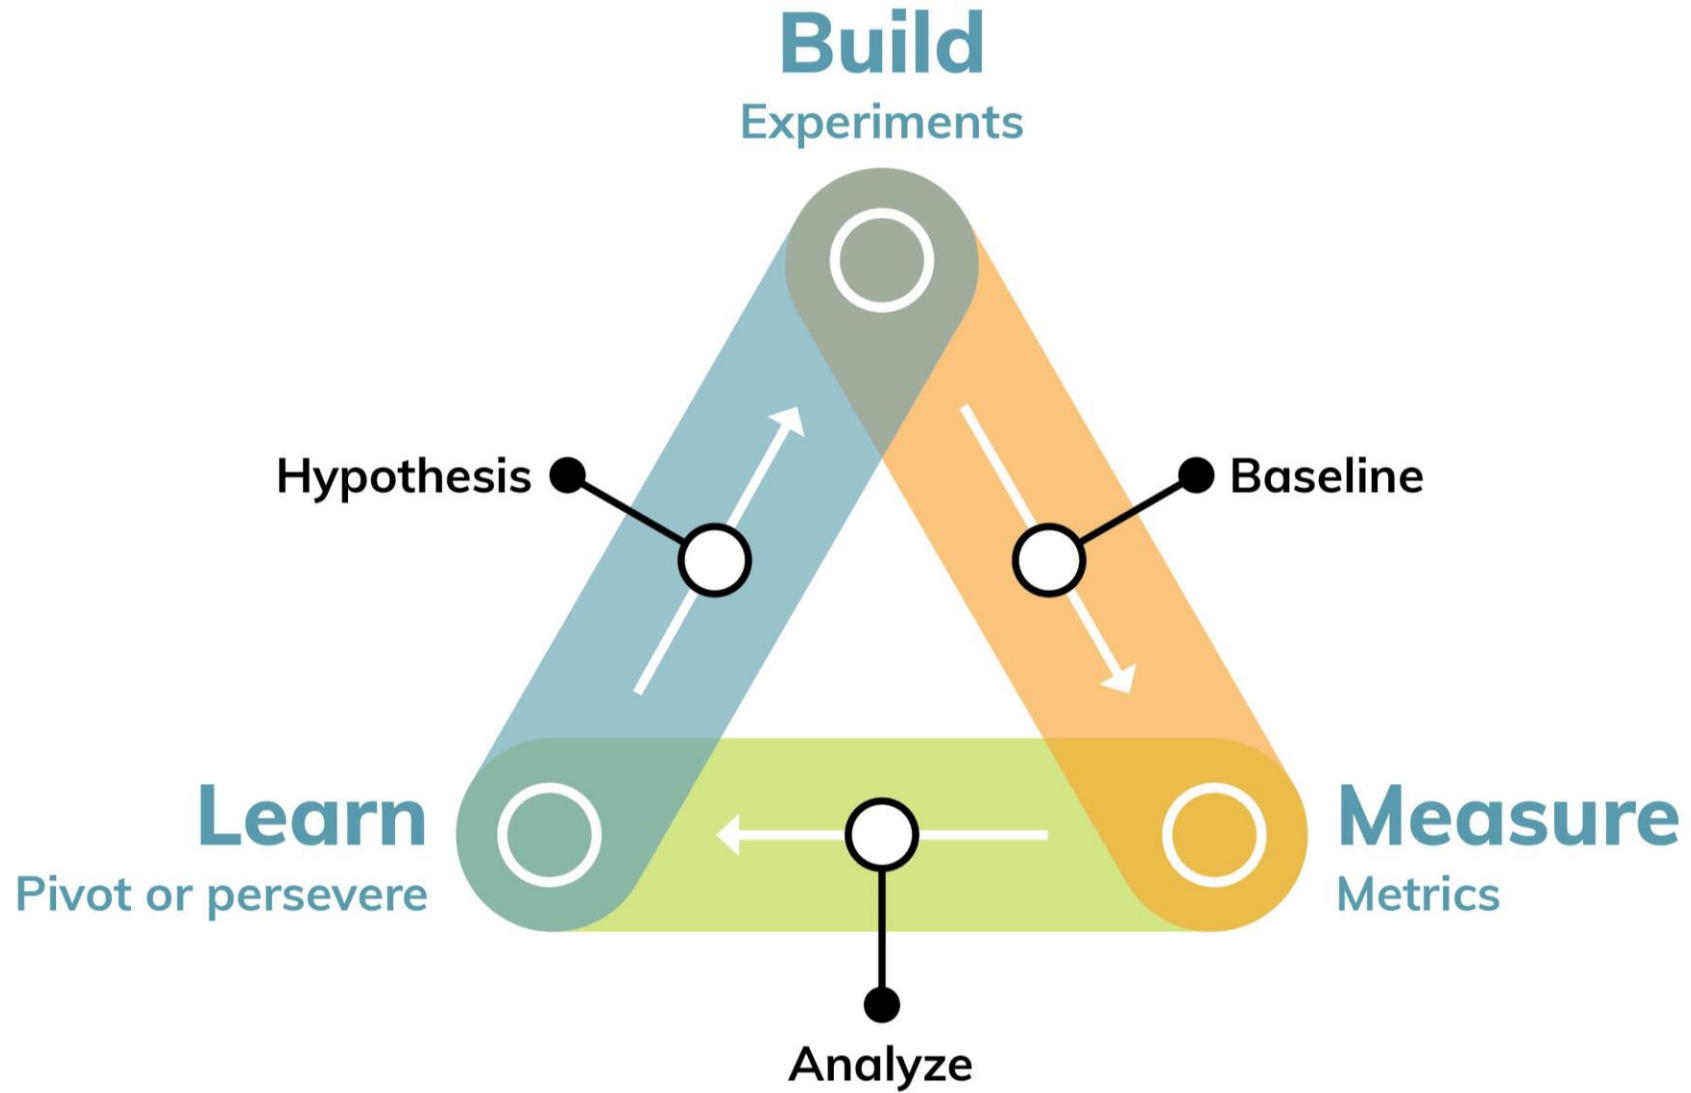 Build
Experiments
Hypothesis
Baseline
Learn
Pivot or persevere
Measure
Metrics
Analyze